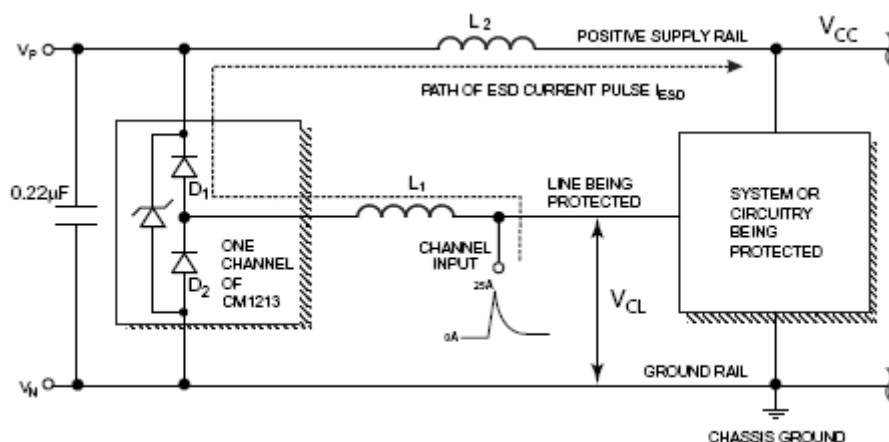 L2
POSITIVE SUPPLY RAIL
VCC
VP
PATH OF ESD CURRENT PULSE IESD
0.22µF
D1
L1
LINE BEING
PROTECTED
SYSTEM OR
CIRCUITRY
BEING
PROTECTED
ONE
CHANNEL
OF
CM1213
D2
CHANNEL
INPUT
25A
0A
VCL
VN
GROUND RAIL
CHASSIS GROUND